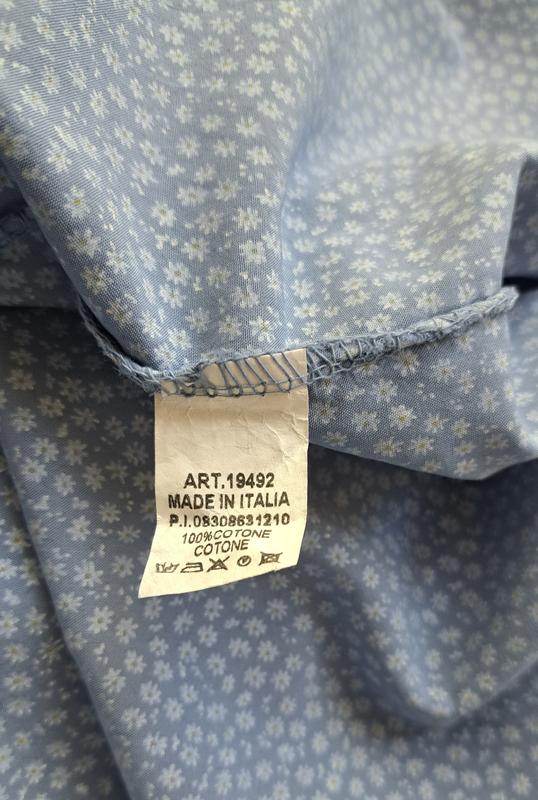 ART.19492
MADE IN ITALIA
P.I.08308631210
100%COTONE
COTONE